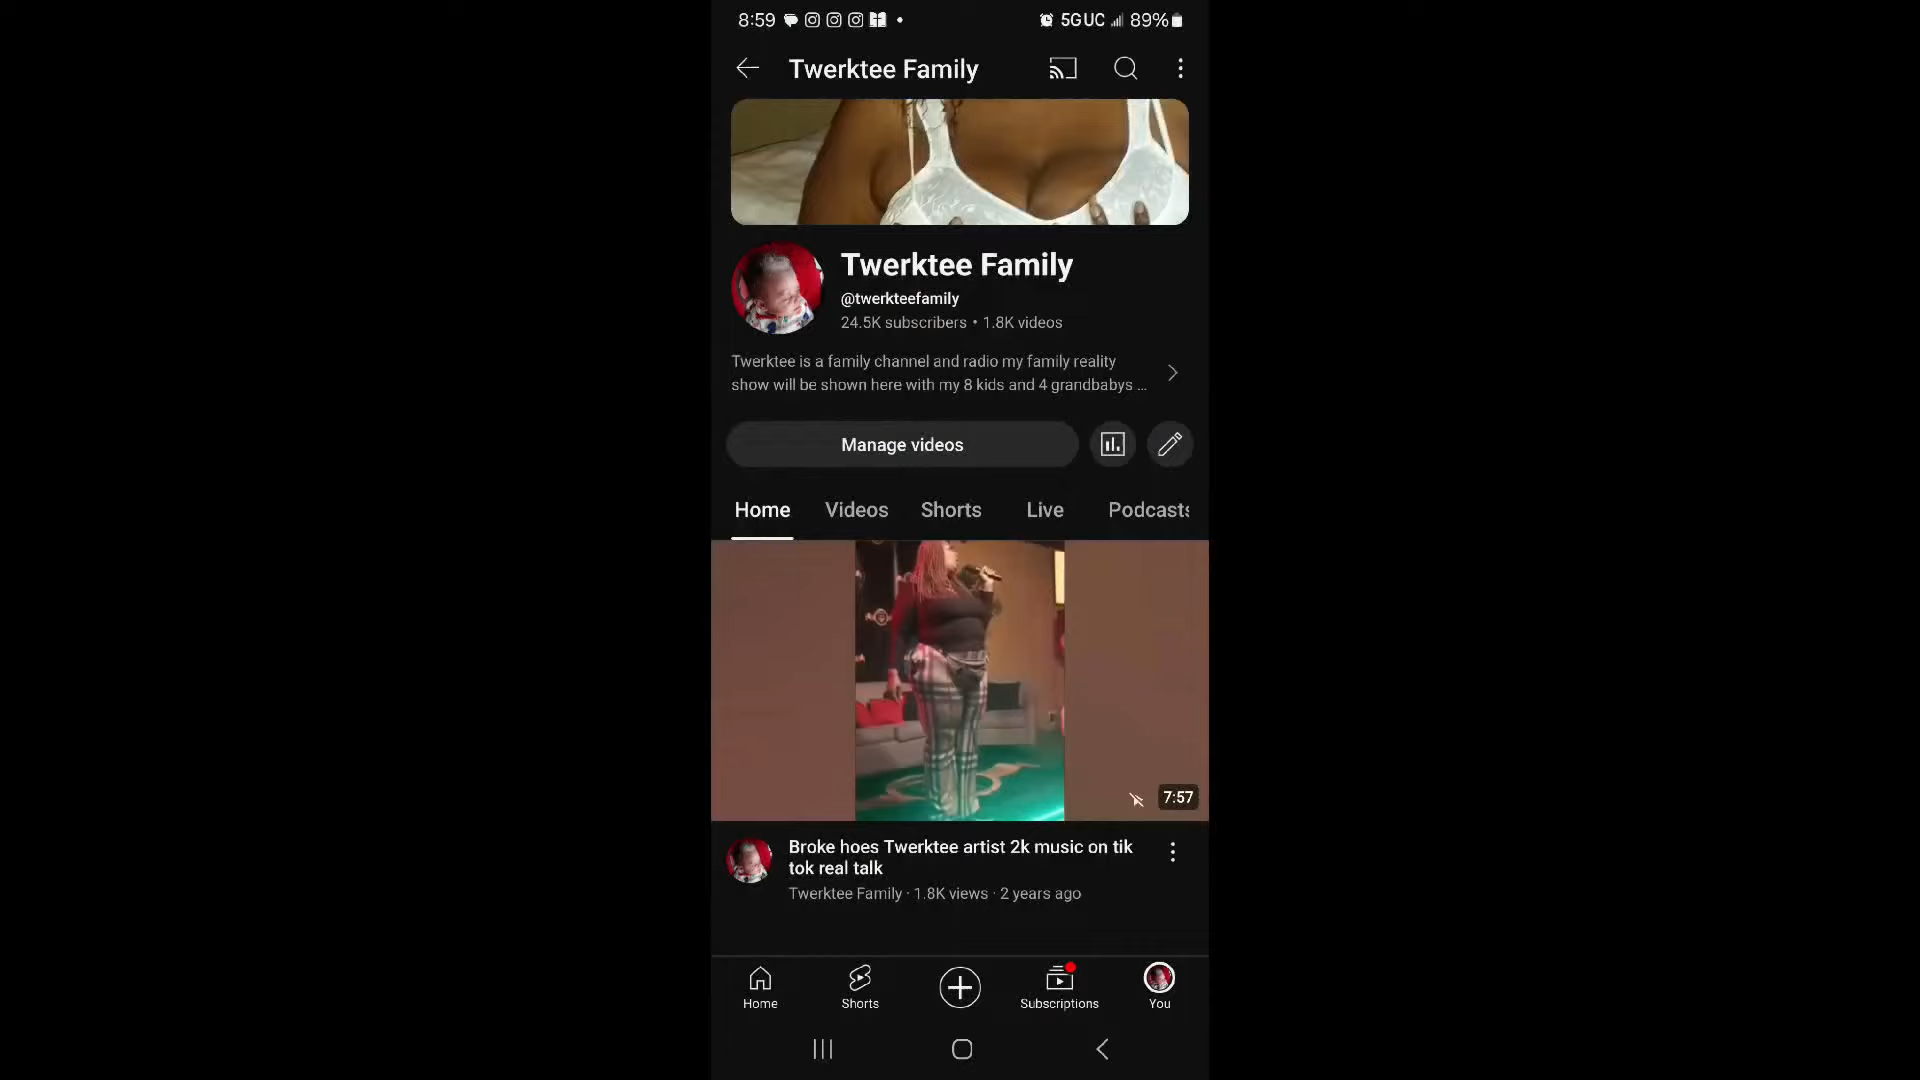 8:59
5G UC 89%
Twerktee Family
Twerktee Family
@twerkteefamily
24.5K subscribers • 1.8K videos
Twerktee is a family channel and radio my family reality
show will be shown here with my 8 kids and 4 grandbabys ...
Manage videos
Home Videos Shorts Live Podcasts
7:57
Broke hoes Twerktee artist 2k music on tik
tok real talk
Twerktee Family · 1.8K views · 2 years ago
Home Shorts Subscriptions You